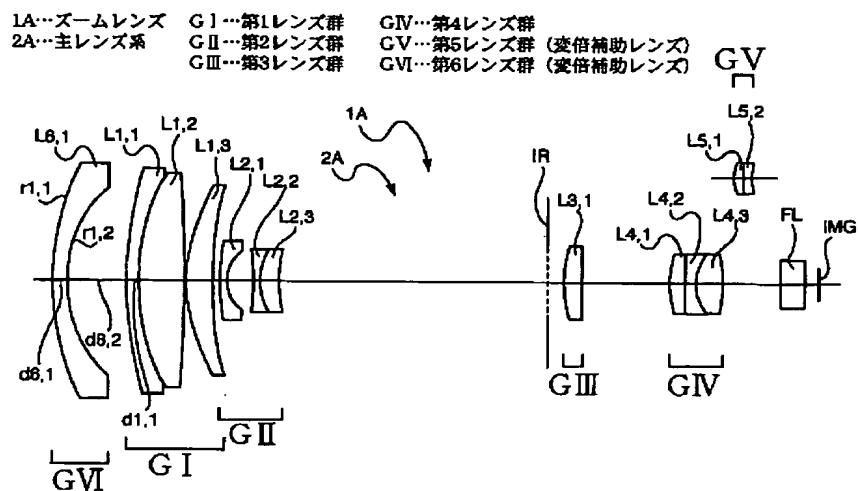 1A…ズームレンズ GⅠ…第1レンズ群 GⅣ…第4レンズ群
2A…主レンズ系 GⅡ…第2レンズ群 GⅤ…第5レンズ群（変倍補助レンズ）
GⅢ…第3レンズ群 GⅥ…第6レンズ群（変倍補助レンズ）
GⅤ
L5,2
L5,1
1A
2A
L6,1
L1,1
L1,2
L1,3
L2,1
L2,2
L2,3
IR
L3,1
L4,2
L4,1
L4,3
FL
IMG
r1,1
r1,2
d6,1
d8,2
d1,1
GⅢ
GⅣ
GⅡ
GⅠ
GⅥ